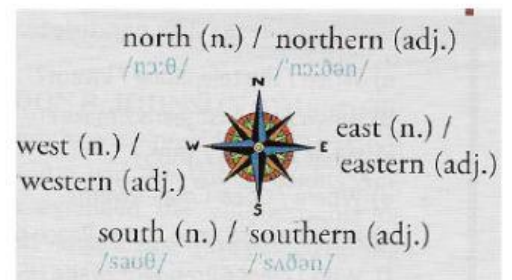 north (n.) / northern (adj.)
/nɔːθ/ /ˈnɔːðən/
N
west (n.) /
western (adj.)
W
E
east (n.) /
eastern (adj.)
S
south (n.) / southern (adj.)
/saʊθ/ /ˈsʌðən/